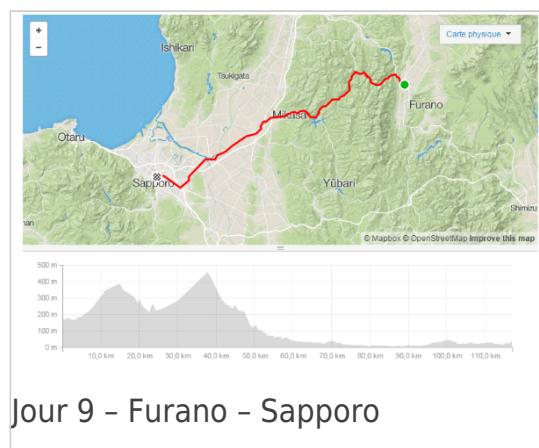 +
Carte physique
−
Ishikari
Tsukigata
Mikasa
Furano
Otaru
Sapporo
Yūbari
Shimizu
© Mapbox © OpenStreetMap Improve this map
500 m
400 m
300 m
200 m
100 m
0 m
10,0 km 20,0 km 30,0 km 40,0 km 50,0 km 60,0 km 70,0 km 80,0 km 90,0 km 100,0 km 110,0 km
Jour 9 – Furano – Sapporo